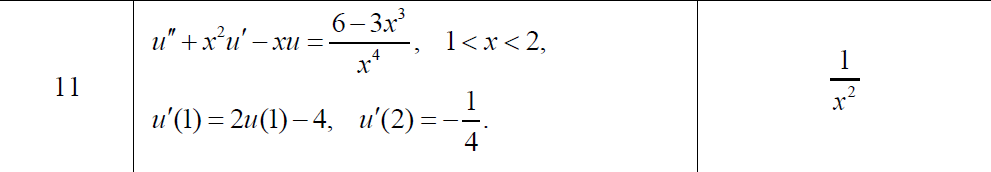 11
u″ + x²u′ − xu = (6 − 3x³)/x⁴, 1 < x < 2,
u′(1) = 2u(1) − 4, u′(2) = −1/4.
1/x²